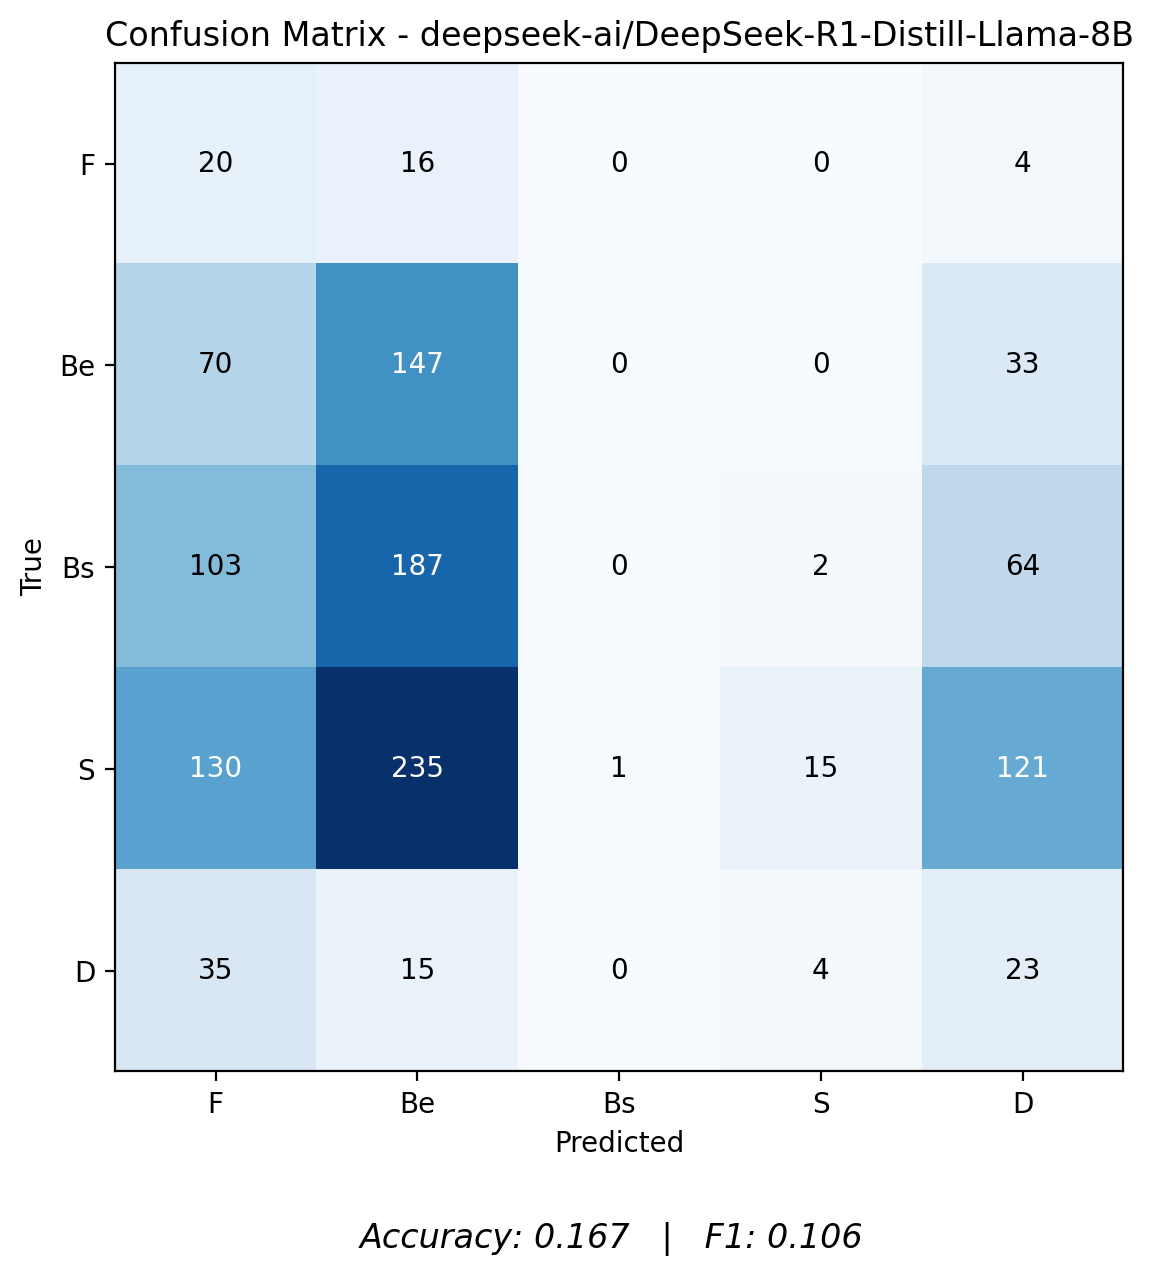 Confusion Matrix - deepseek-ai/DeepSeek-R1-Distill-Llama-8B
F 20 16 0 0 4
Be 70 147 0 0 33
Bs 103 187 0 2 64
True
S 130 235 1 15 121
D 35 15 0 4 23
F Be Bs S D
Predicted
Accuracy: 0.167 | F1: 0.106